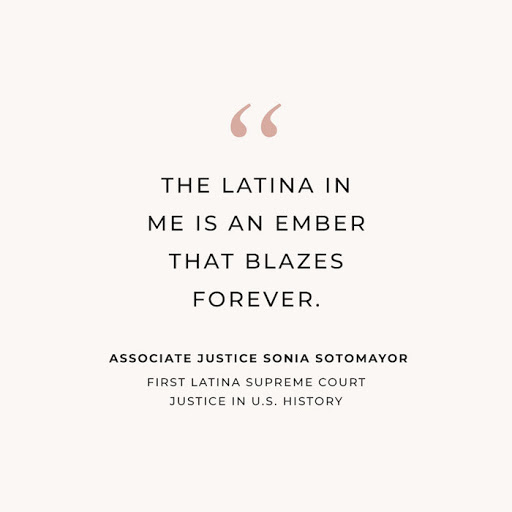 “
THE LATINA IN
ME IS AN EMBER
THAT BLAZES
FOREVER.
ASSOCIATE JUSTICE SONIA SOTOMAYOR
FIRST LATINA SUPREME COURT
JUSTICE IN U.S. HISTORY